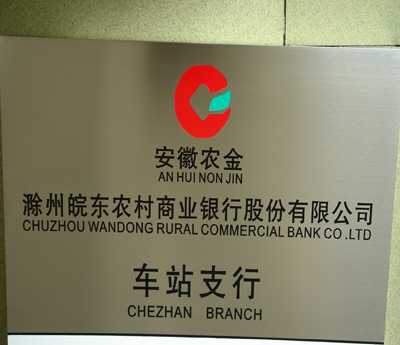 安徽农金
AN HUI NON JIN
滁州皖东农村商业银行股份有限公司
CHUZHOU WANDONG RURAL COMMERCIAL BANK CO .LTD
车站支行
CHEZHAN BRANCH